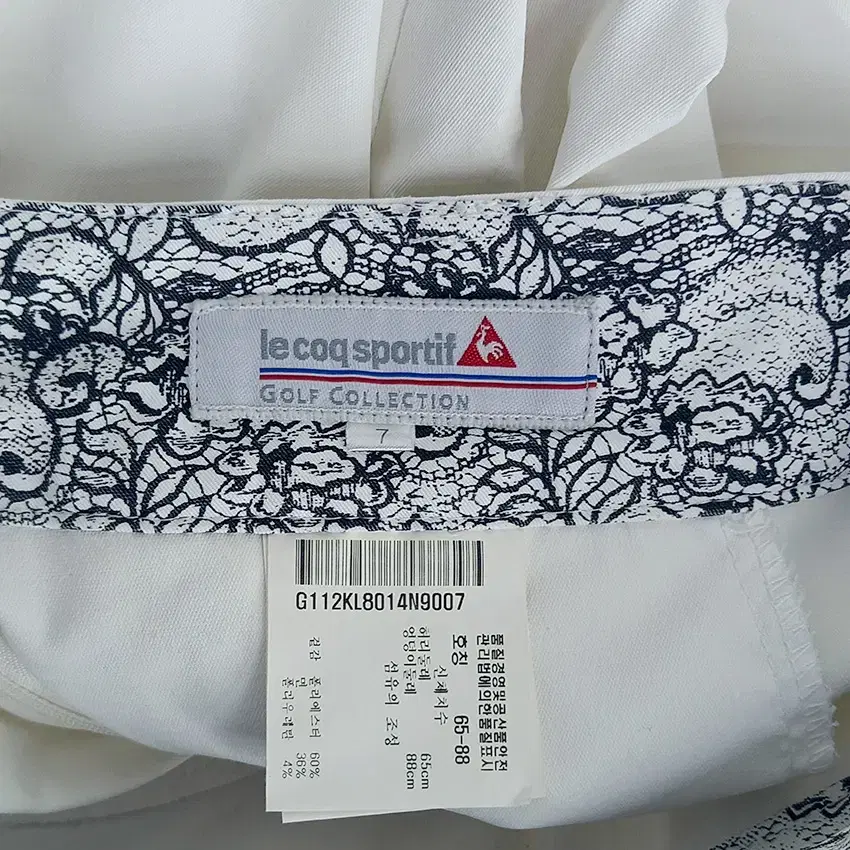 le coq sportif
GOLF COLLECTION
7
G112KL8014N9007
품질경영및공산품안전
관리법에의한품질표시
호칭 65-88
신체치수
허리둘레 65cm
엉덩이둘레 88cm
섬유의 조성
겉감 폴리에스터 60%
면 36%
폴리우레탄 4%